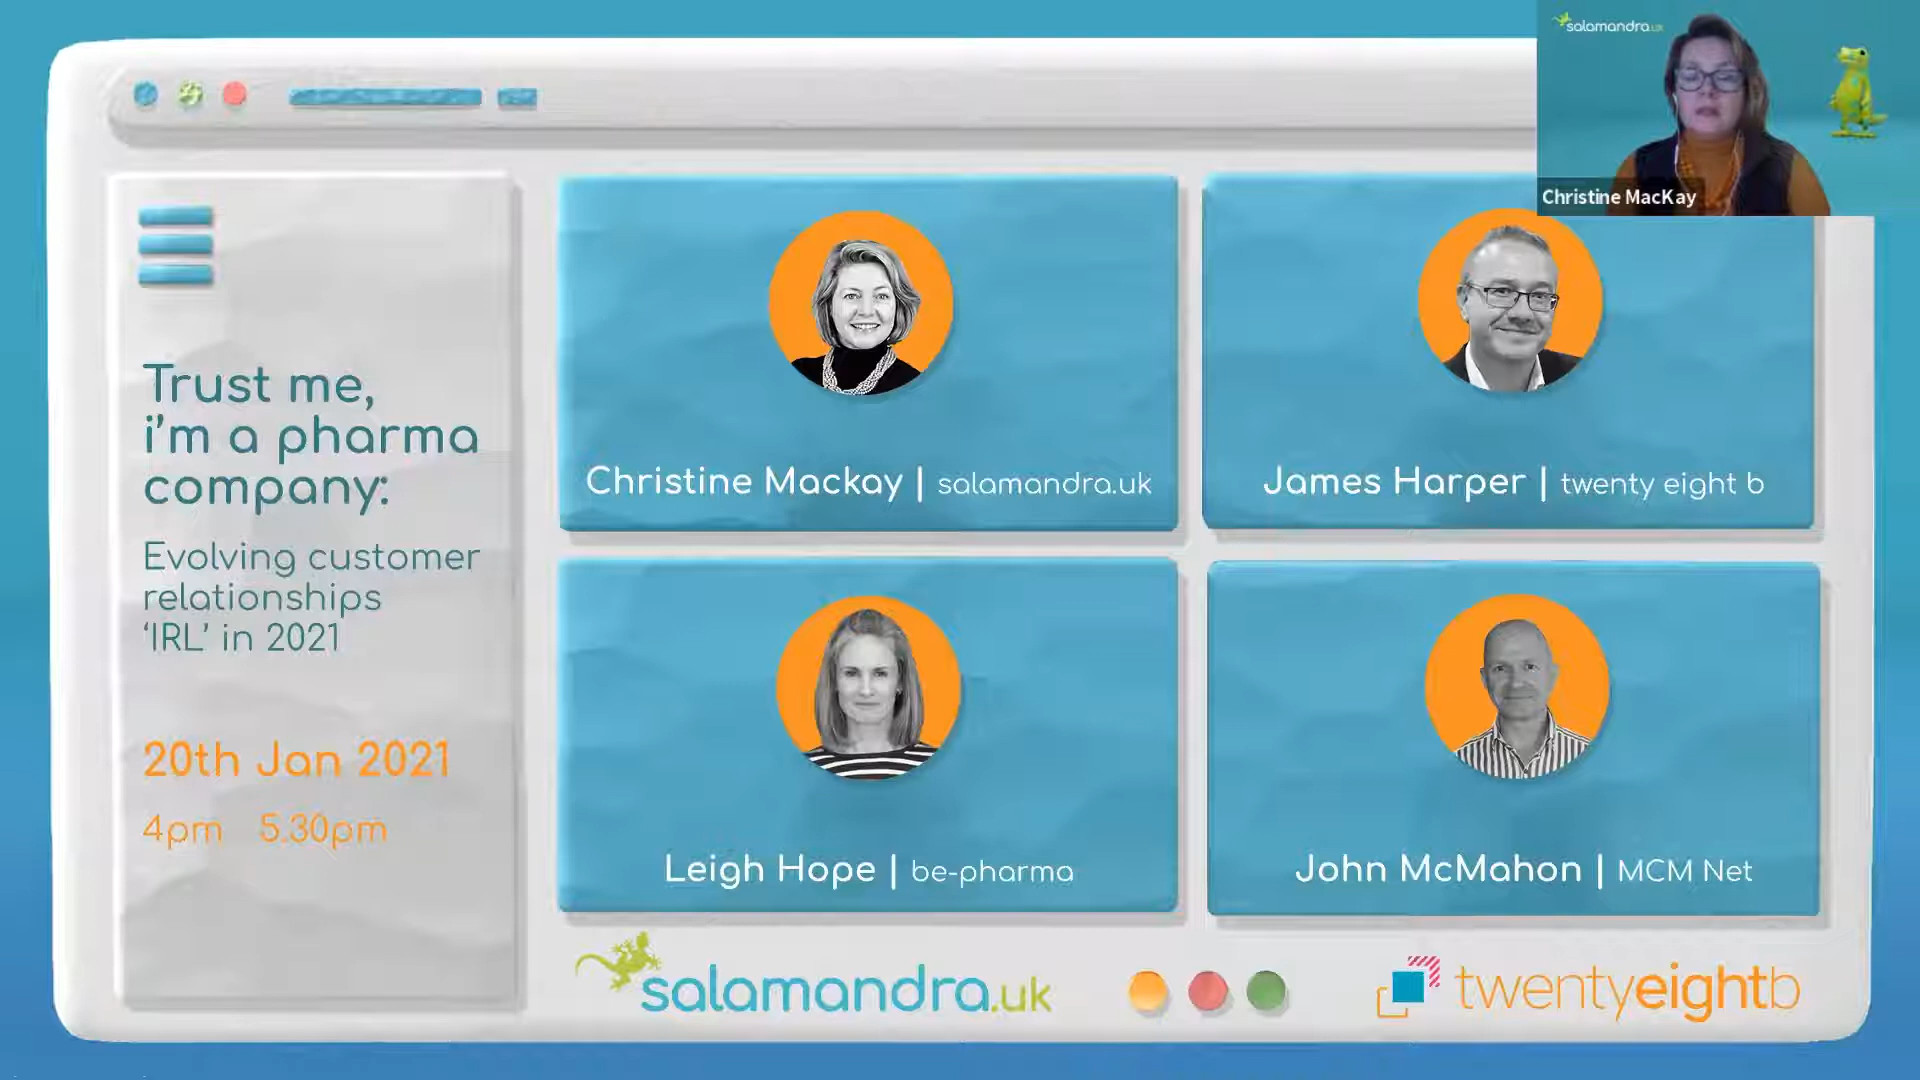 salamandra.uk
Christine MacKay
Trust me,
i'm a pharma
company:
Evolving customer
relationships
'IRL' in 2021
20th Jan 2021
4pm 5.30pm
Christine Mackay | salamandra.uk
James Harper | twenty eight b
Leigh Hope | be-pharma
John McMahon | MCM Net
salamandra.uk
twentyeightb